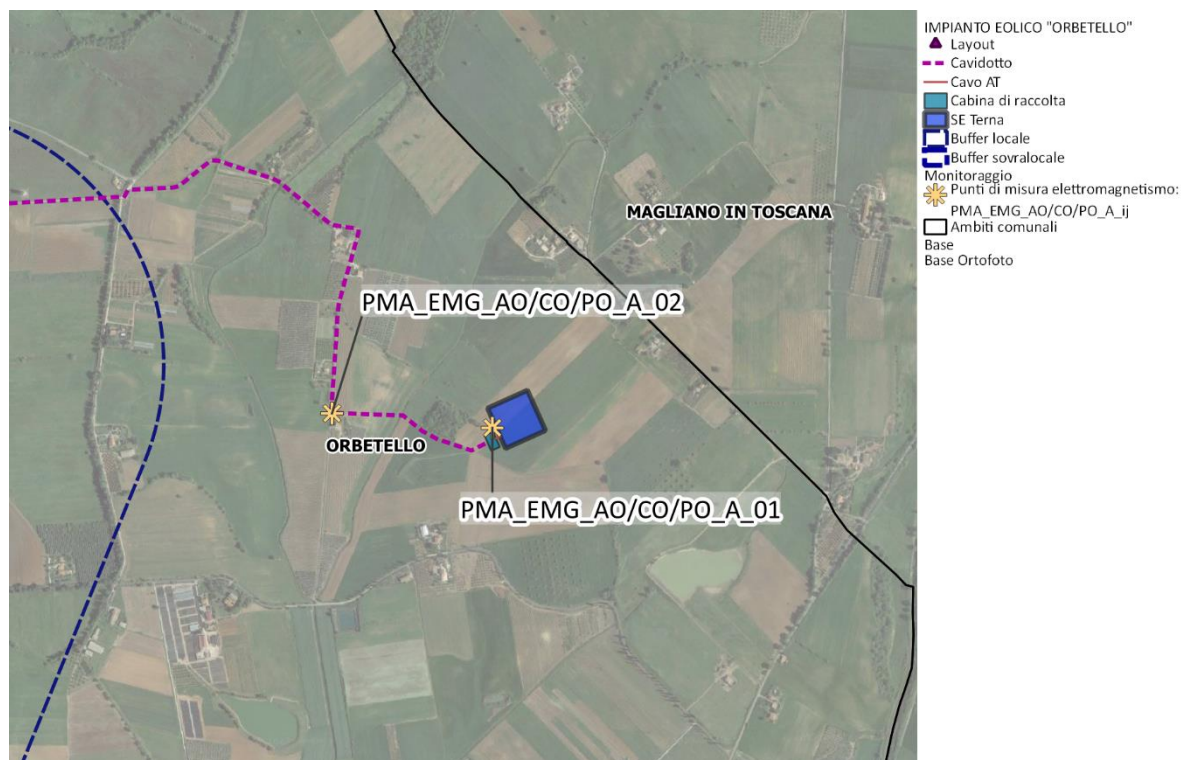 IMPIANTO EOLICO "ORBETELLO"
Layout
Cavidotto
Cavo AT
Cabina di raccolta
SE Terna
Buffer locale
Buffer sovralocale
Monitoraggio
Punti di misura elettromagnetismo:
PMA_EMG_AO/CO/PO_A_ij
Ambiti comunali
Base
Base Ortofoto
MAGLIANO IN TOSCANA
PMA_EMG_AO/CO/PO_A_02
ORBETELLO
PMA_EMG_AO/CO/PO_A_01